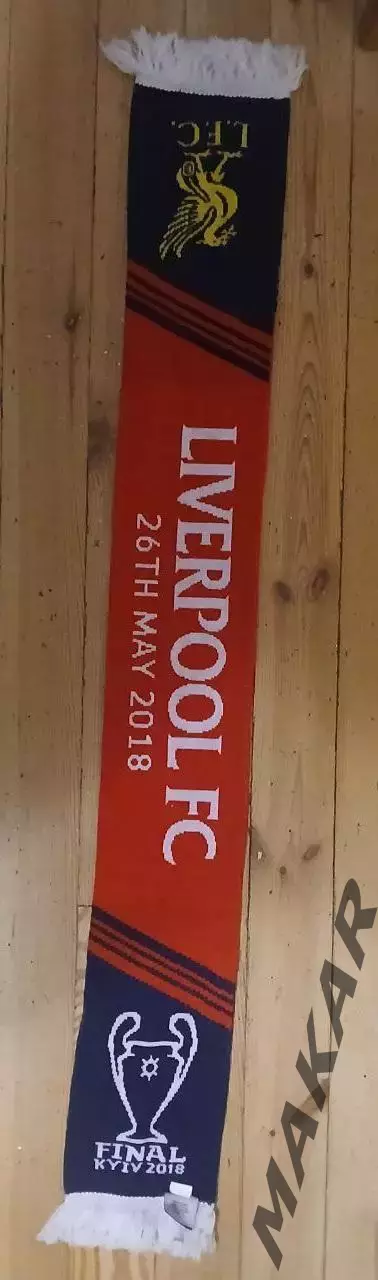 L.F.C.
LIVERPOOL FC
26TH MAY 2018
FINAL
KYIV 2018
MAKAR